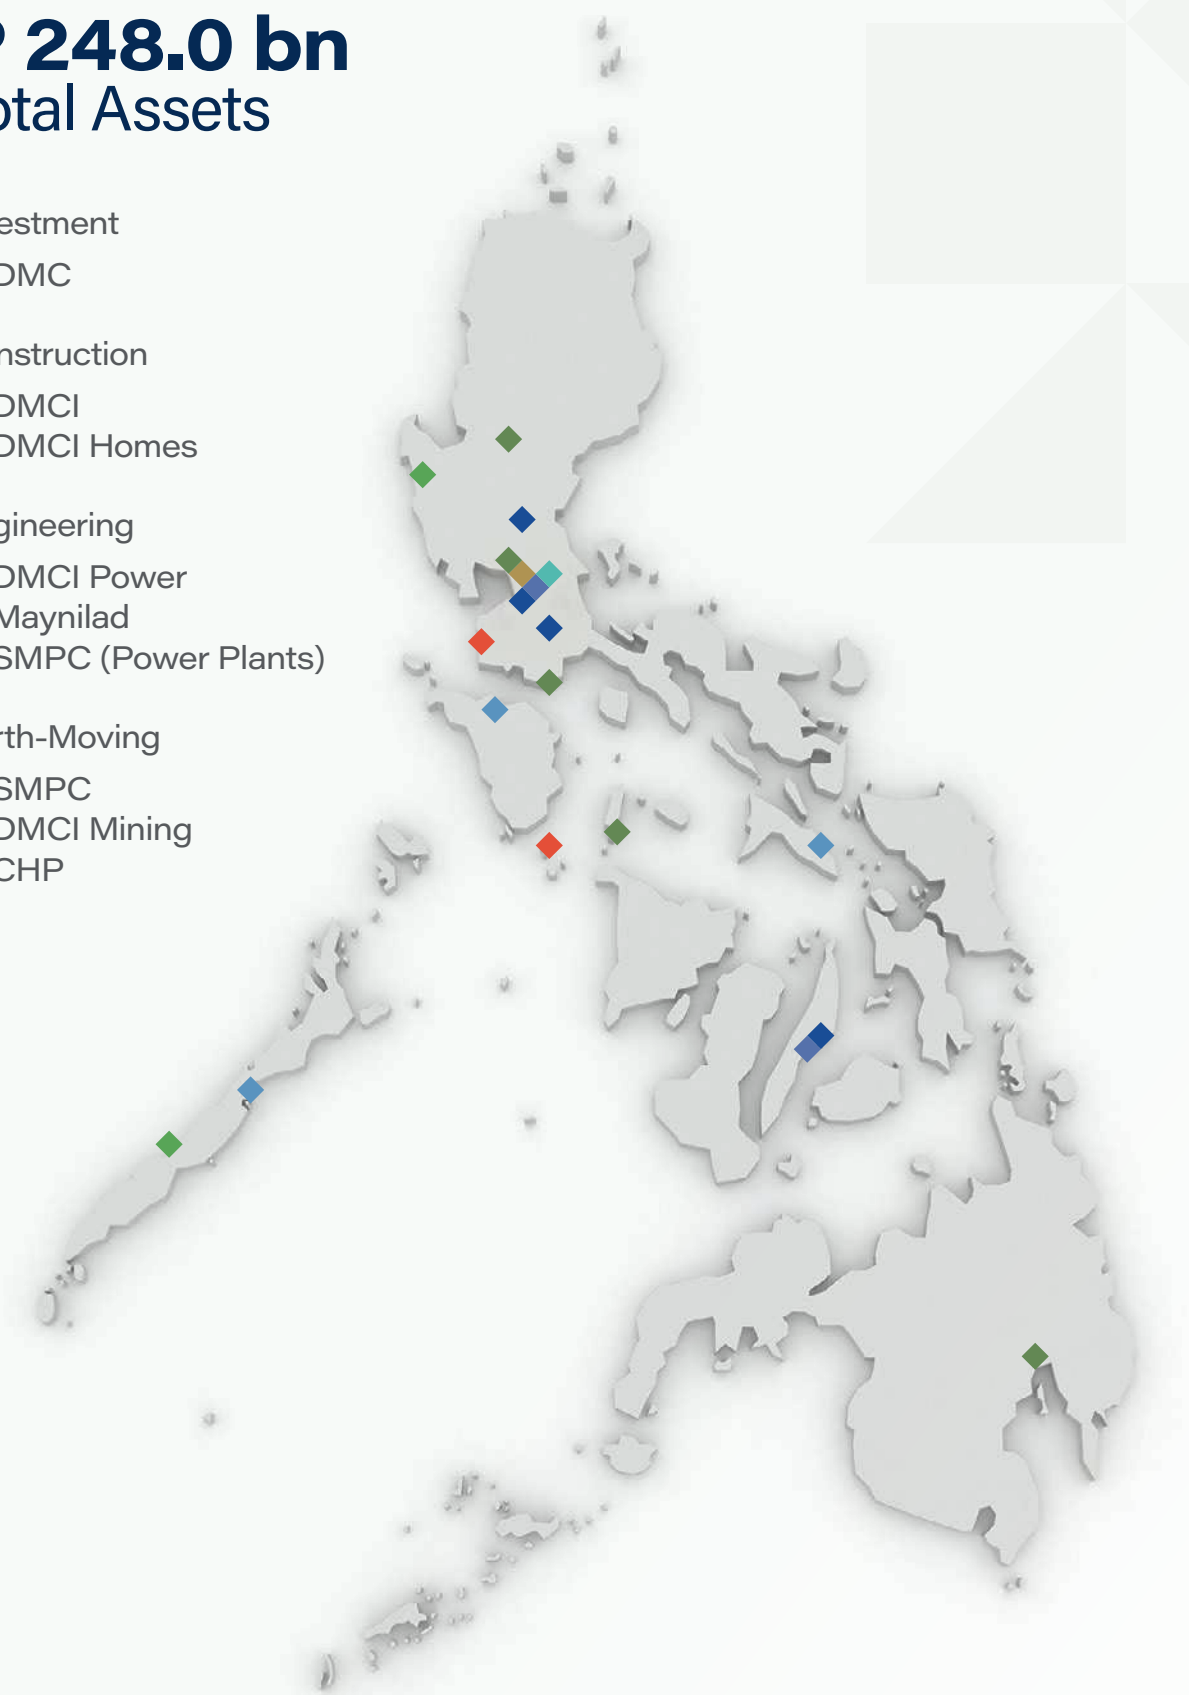 248.0 bn
otal Assets
estment
DMC
nstruction
DMCI
DMCI Homes
gineering
DMCI Power
Maynilad
SMPC (Power Plants)
rth-Moving
SMPC
DMCI Mining
CHP